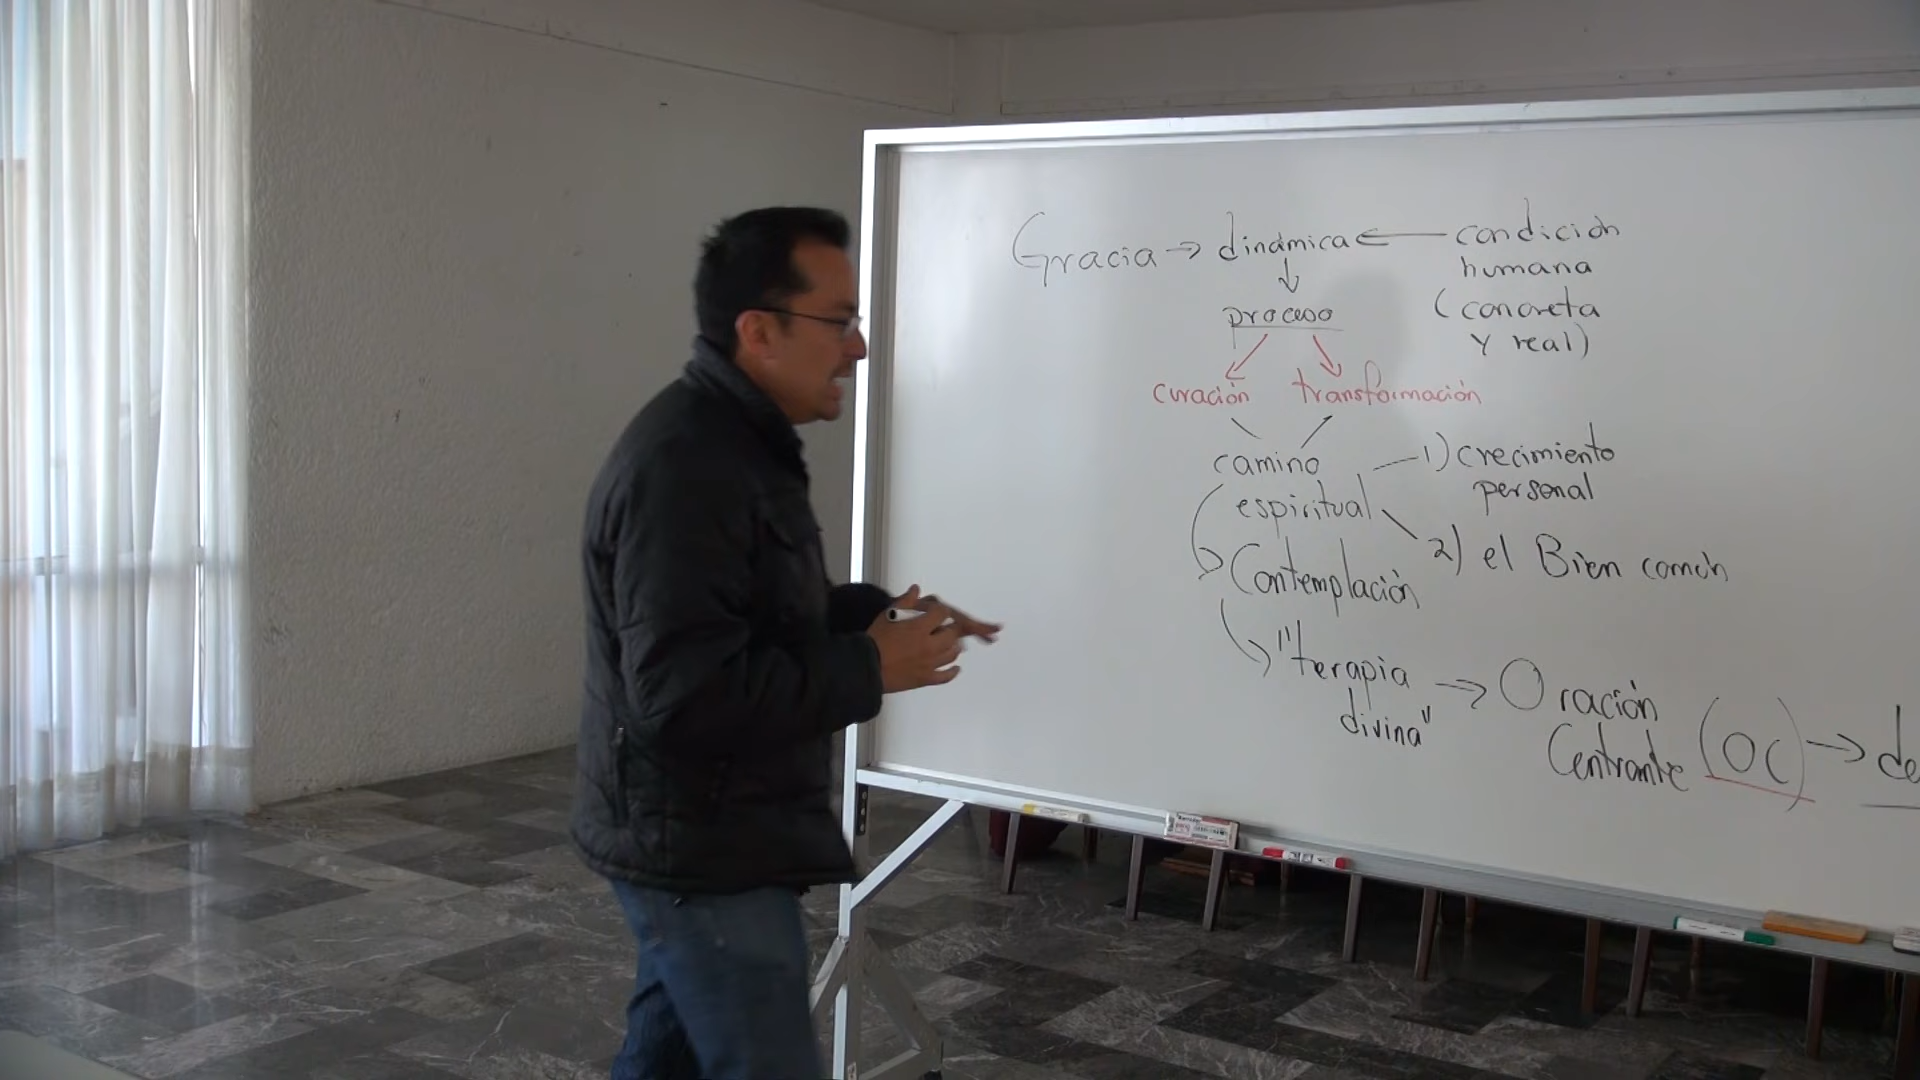 Gracia → dinámica ← condición
humana
(concreta
y real)
↓
proceso
curación transformación
camino
espiritual
1) crecimiento
personal
2) el Bien común
Contemplación
"terapia
divina" → Oración
Centrante (OC) → de